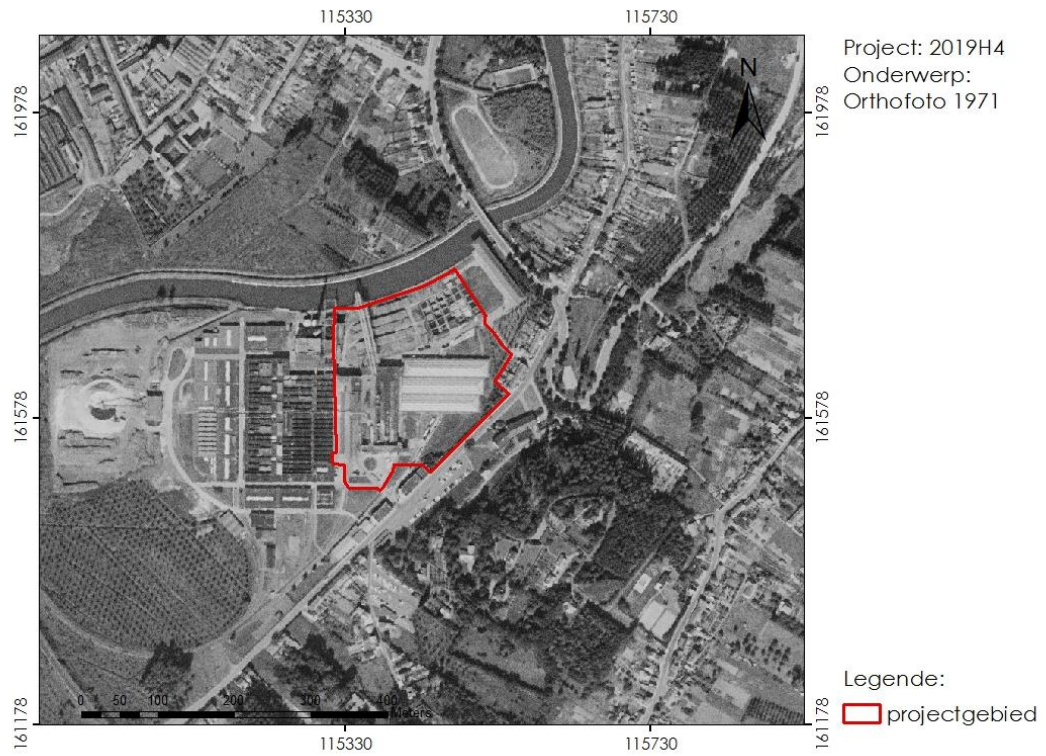 115330 115730
Project: 2019H4
Onderwerp:
Orthofoto 1971
N
161978 161978
161578 161578
Legende:
projectgebied
0 50 100 200 300 400
Meters
161178 161178
115330 115730